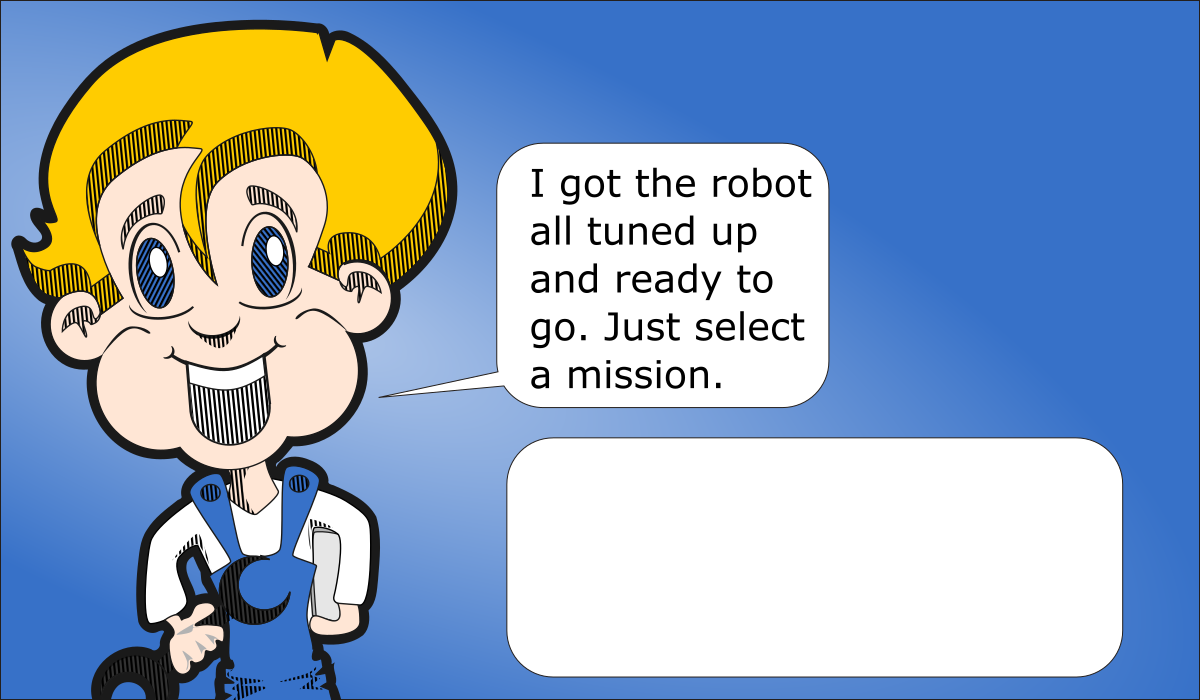 I got the robot
all tuned up
and ready to
go. Just select
a mission.